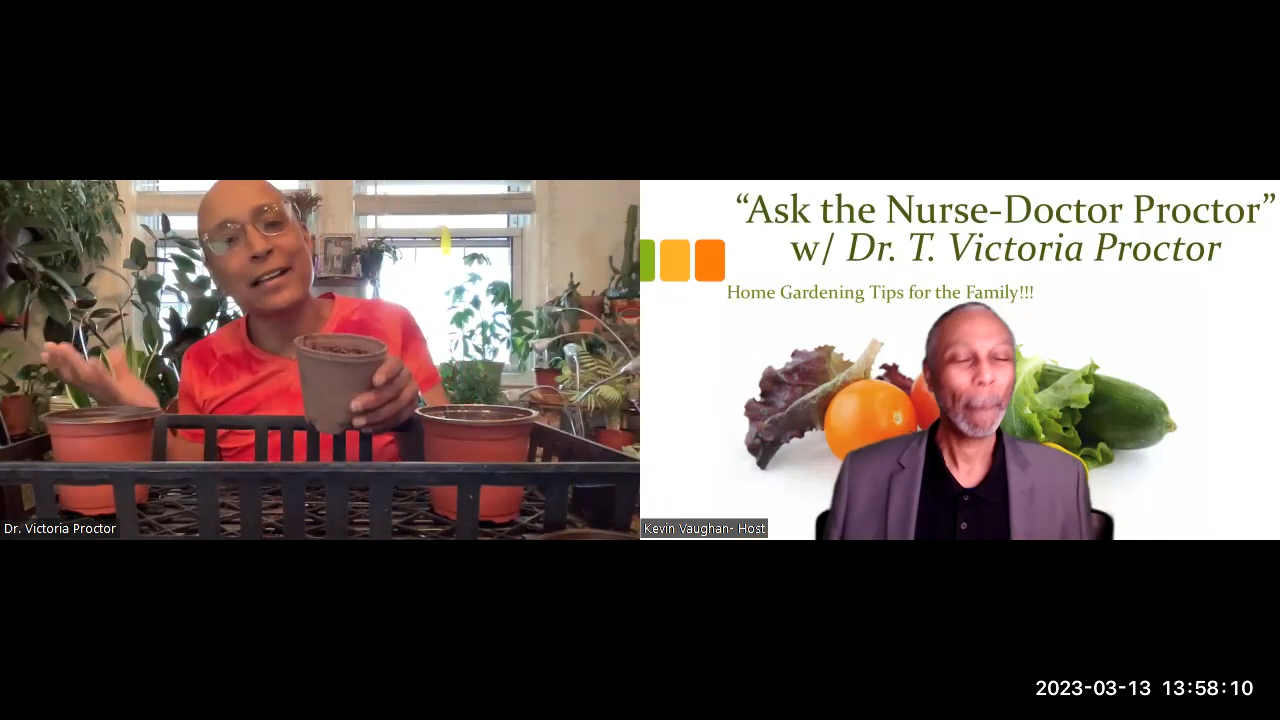 “Ask the Nurse-Doctor Proctor”
w/ Dr. T. Victoria Proctor
Home Gardening Tips for the Family!!!
Dr. Victoria Proctor
Kevin Vaughan- Host
2023-03-13 13:58:10